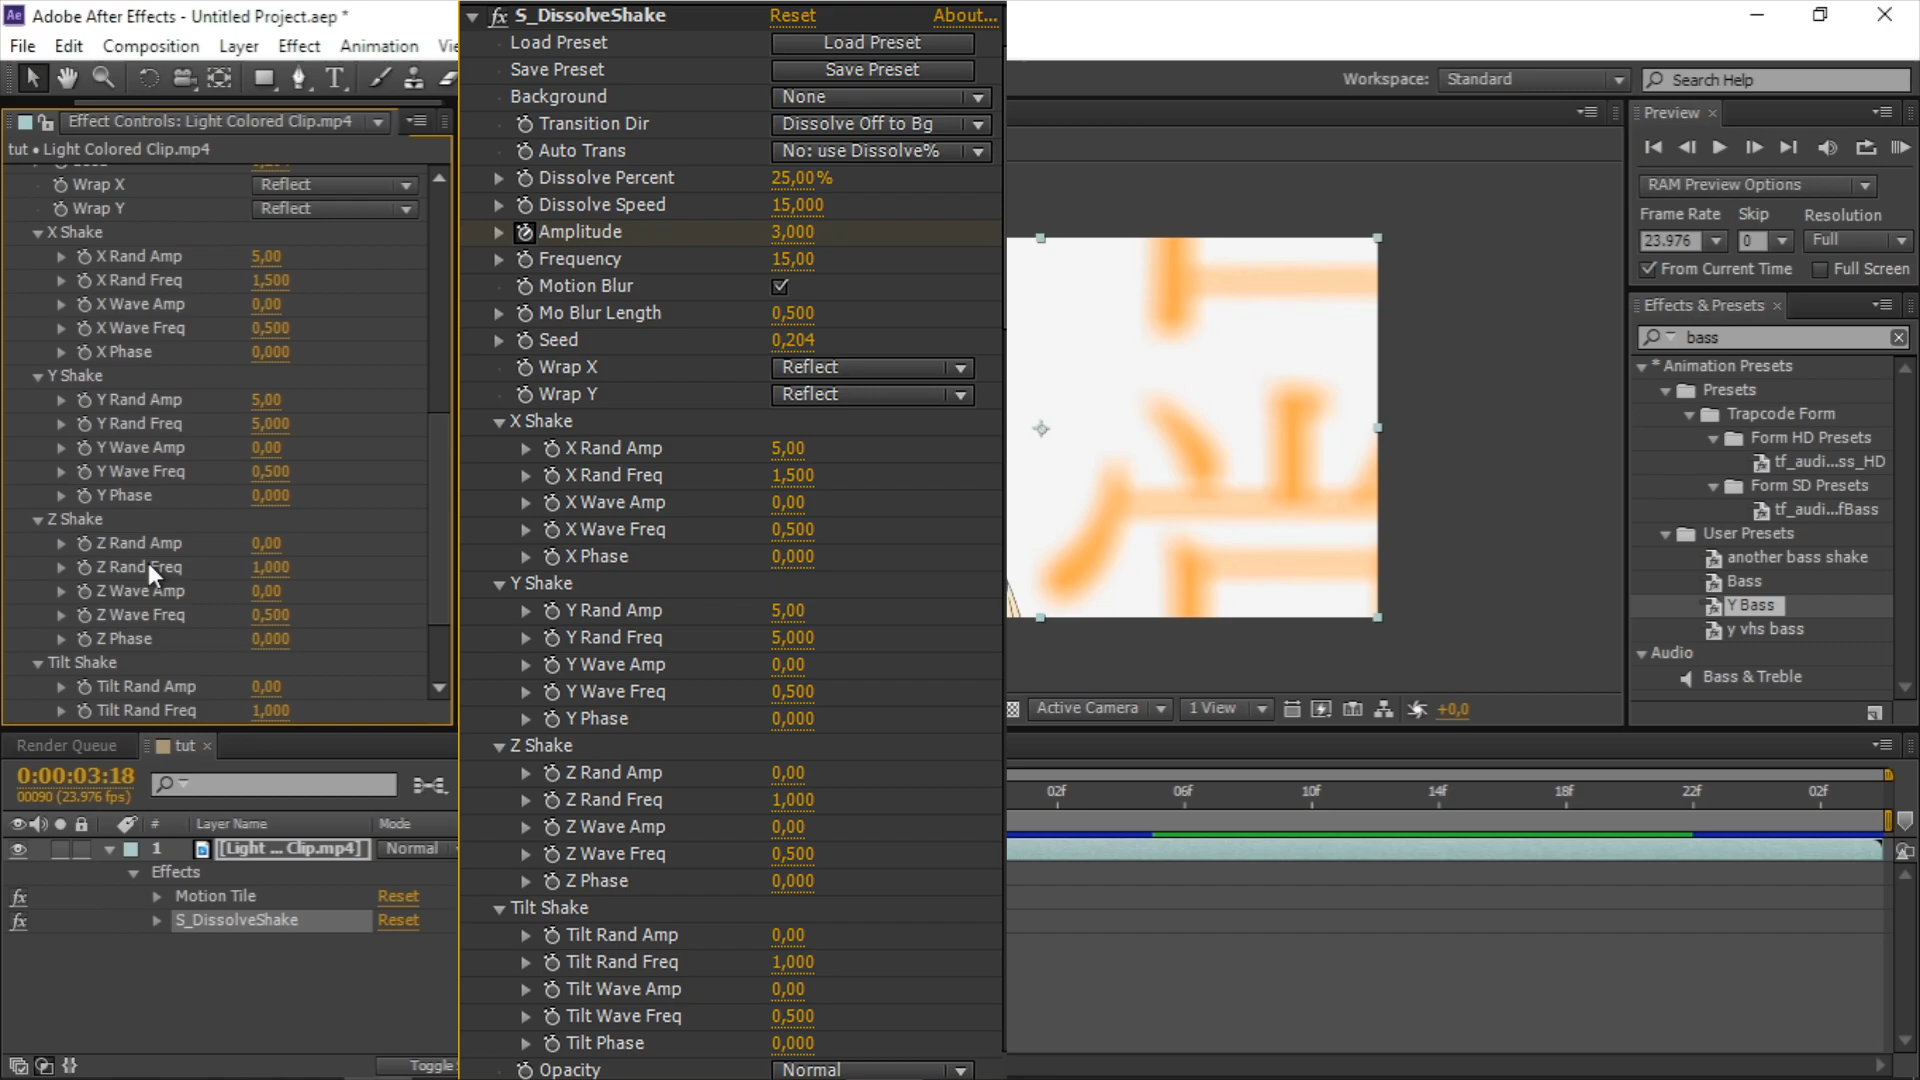 Adobe After Effects - Untitled Project.aep *
File Edit Composition Layer Effect Animation
Workspace: Standard
Search Help
Effect Controls: Light Colored Clip.mp4
tut • Light Colored Clip.mp4
Wrap X Reflect
Wrap Y Reflect
X Shake
X Rand Amp 5,00
X Rand Freq 1,500
X Wave Amp 0,00
X Wave Freq 0,500
X Phase 0,000
Y Shake
Y Rand Amp 5,00
Y Rand Freq 5,000
Y Wave Amp 0,00
Y Wave Freq 0,500
Y Phase 0,000
Z Shake
Z Rand Amp 0,00
Z Rand Freq 1,000
Z Wave Amp 0,00
Z Wave Freq 0,500
Z Phase 0,000
Tilt Shake
Tilt Rand Amp 0,00
Tilt Rand Freq 1,000
fx S_DissolveShake Reset About...
Load Preset Load Preset
Save Preset Save Preset
Background None
Transition Dir Dissolve Off to Bg
Auto Trans No: use Dissolve%
Dissolve Percent 25,00%
Dissolve Speed 15,000
Amplitude 3,000
Frequency 15,00
Motion Blur
Mo Blur Length 0,500
Seed 0,204
Wrap X Reflect
Wrap Y Reflect
X Shake
X Rand Amp 5,00
X Rand Freq 1,500
X Wave Amp 0,00
X Wave Freq 0,500
X Phase 0,000
Y Shake
Y Rand Amp 5,00
Y Rand Freq 5,000
Y Wave Amp 0,00
Y Wave Freq 0,500
Y Phase 0,000
Z Shake
Z Rand Amp 0,00
Z Rand Freq 1,000
Z Wave Amp 0,00
Z Wave Freq 0,500
Z Phase 0,000
Tilt Shake
Tilt Rand Amp 0,00
Tilt Rand Freq 1,000
Tilt Wave Amp 0,00
Tilt Wave Freq 0,500
Tilt Phase 0,000
Opacity Normal
Active Camera 1 View +0,0
Preview
RAM Preview Options
Frame Rate Skip Resolution
23.976 0 Full
From Current Time Full Screen
Effects & Presets
bass
* Animation Presets
Presets
Trapcode Form
Form HD Presets
tf_audi...ss_HD
Form SD Presets
tf_audi...fBass
User Presets
another bass shake
Bass
Y Bass
y vhs bass
Audio
Bass & Treble
Render Queue tut
0:00:03:18
00090 (23.976 fps)
# Layer Name Mode
1 [Light ... Clip.mp4] Normal
Effects
fx Motion Tile Reset
fx S_DissolveShake Reset
Toggle
02f 06f 10f 14f 18f 22f 02f